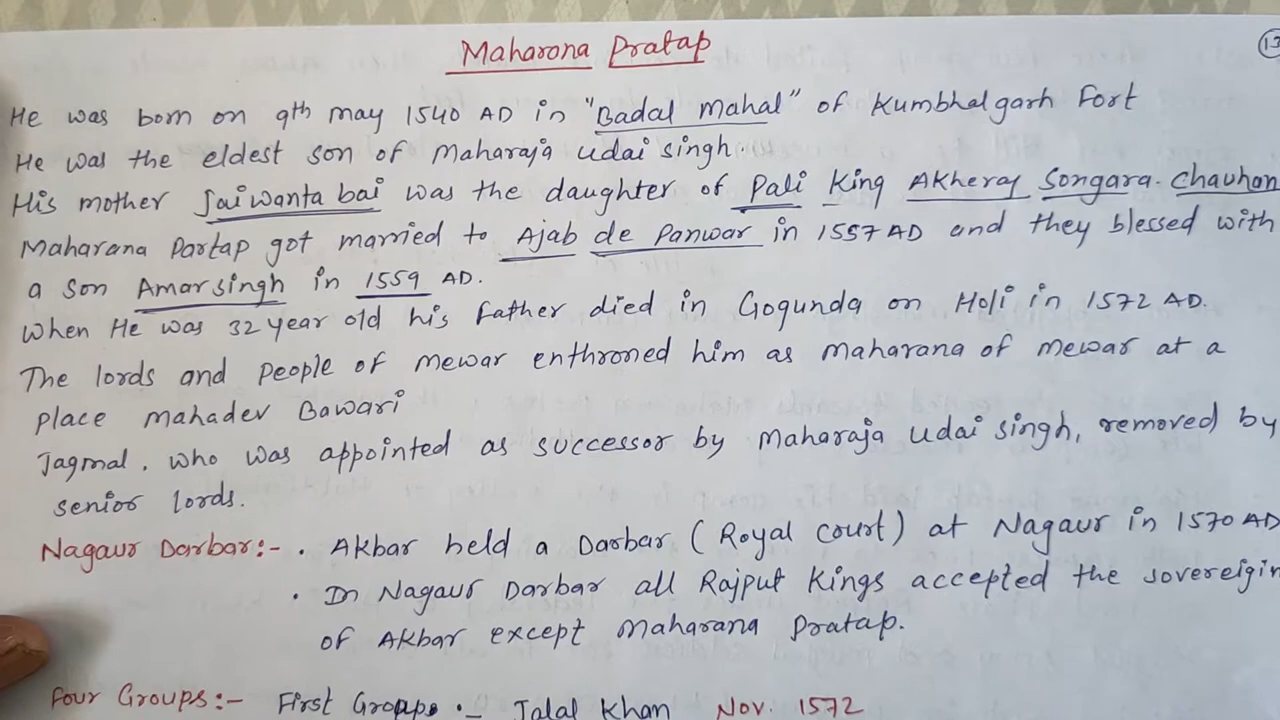 Maharona Pratap
13
He was born on 9th may 1540 AD in "Badal Mahal" of Kumbhalgarh Fort
He was the eldest son of Maharaja Udai singh.
His mother Jaiwanta bai was the daughter of Pali King Akheraj Songara Chauhan
Maharana Partap got married to Ajab de Panwar in 1557 AD and they blessed with
a son Amar singh in 1559 AD.
When He was 32 year old his father died in Gogunda on Holi in 1572 AD.
The lords and people of mewar enthroned him as maharana of mewar at a
place mahadev Bawari
Jagmal, who was appointed as successor by Maharaja Udai singh, removed by
senior lords.
Nagaur Darbar:- • Akbar held a Darbar (Royal court) at Nagaur in 1570 AD
• In Nagaur Darbar all Rajput Kings accepted the sovereigin
of Akbar except Maharana Pratap.
Four Groups:- First Groups :- Jalal Khan Nov. 1572